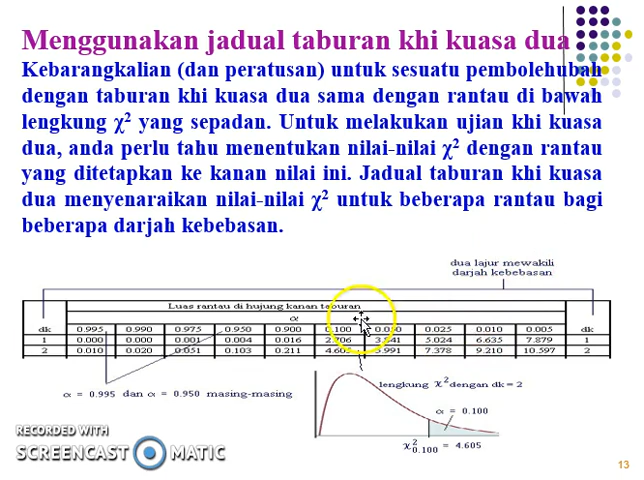 Menggunakan jadual taburan khi kuasa dua
Kebarangkalian (dan peratusan) untuk sesuatu pembolehubah
dengan taburan khi kuasa dua sama dengan rantau di bawah
lengkung χ² yang sepadan. Untuk melakukan ujian khi kuasa
dua, anda perlu tahu menentukan nilai-nilai χ² dengan rantau
yang ditetapkan ke kanan nilai ini. Jadual taburan khi kuasa
dua menyenaraikan nilai-nilai χ² untuk beberapa rantau bagi
beberapa darjah kebebasan.
dua lajur mewakili
darjah kebebasan
Luas rantau di hujung kanan taburan
α
dk 0.995 0.990 0.975 0.950 0.900 0.100 0.050 0.025 0.010 0.005 dk
1 0.000 0.000 0.001 0.004 0.016 2.706 3.841 5.024 6.635 7.879 1
2 0.010 0.020 0.051 0.103 0.211 4.605 5.991 7.378 9.210 10.597 2
α = 0.995 dan α = 0.950 masing-masing
lengkung χ² dengan dk = 2
α = 0.100
χ²0.100 = 4.605
RECORDED WITH
SCREENCAST MATIC
13